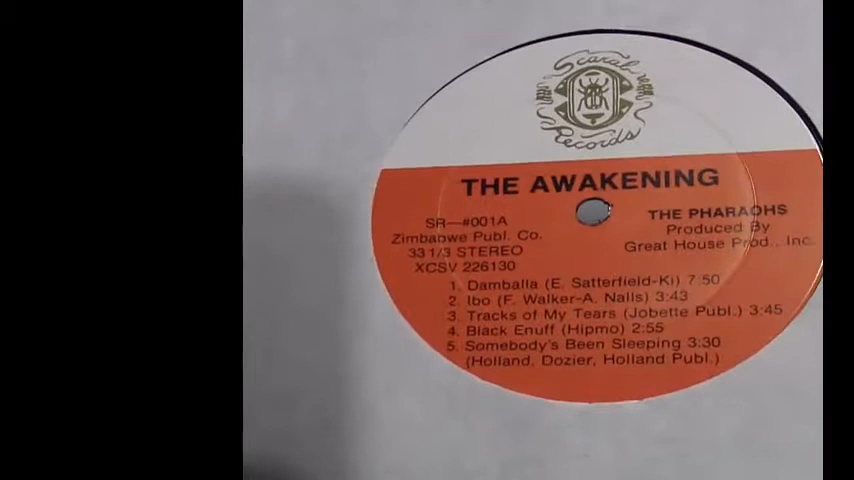 Scarab
Records
THE AWAKENING
SR—#001A
Zimbabwe Publ. Co.
33 1/3 STEREO
XCSV 226130
THE PHARAOHS
Produced By
Great House Prod., Inc.
1. Damballa (E. Satterfield-Ki) 7:50
2. Ibo (F. Walker-A. Nalls) 3:43
3. Tracks of My Tears (Jobette Publ.) 3:45
4. Black Enuff (Hipmo) 2:55
5. Somebody's Been Sleeping 3:30
(Holland, Dozier, Holland Publ.)